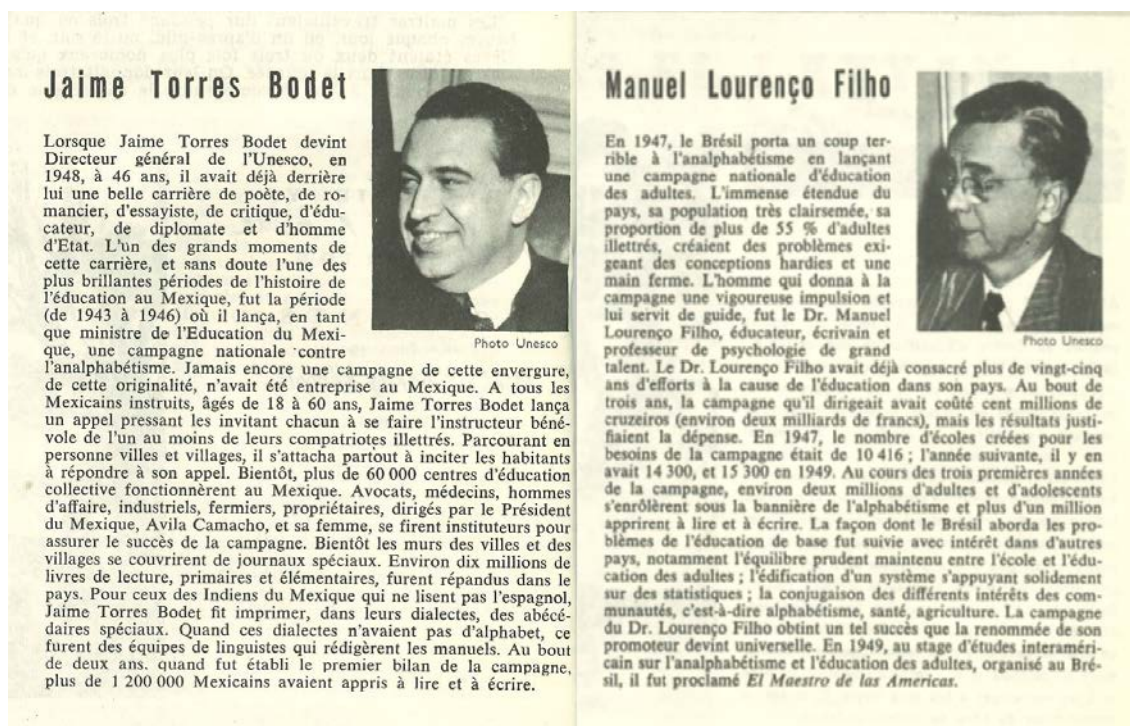 Jaime Torres Bodet
Lorsque Jaime Torres Bodet devint
Directeur général de l'Unesco, en
1948, à 46 ans, il avait déjà derrière
lui une belle carrière de poète, de ro-
mancier, d'essayiste, de critique, d'édu-
cateur, de diplomate et d'homme
d'Etat. L'un des grands moments de
cette carrière, et sans doute l'une des
plus brillantes périodes de l'histoire de
l'éducation au Mexique, fut la période
(de 1943 à 1946) où il lança, en tant
que ministre de l'Education du Mexi-
que, une campagne nationale contre
l'analphabétisme. Jamais encore une campagne de cette envergure,
de cette originalité, n'avait été entreprise au Mexique. A tous les
Mexicains instruits, âgés de 18 à 60 ans, Jaime Torres Bodet lança
un appel pressant les invitant chacun à se faire l'instructeur béné-
vole de l'un au moins de leurs compatriotes illettrés. Parcourant en
personne villes et villages, il s'attacha partout à inciter les habitants
à répondre à son appel. Bientôt, plus de 60 000 centres d'éducation
collective fonctionnèrent au Mexique. Avocats, médecins, hommes
d'affaire, industriels, fermiers, propriétaires, dirigés par le Président
du Mexique, Avila Camacho, et sa femme, se firent instituteurs pour
assurer le succès de la campagne. Bientôt les murs des villes et des
villages se couvrirent de journaux spéciaux. Environ dix millions de
livres de lecture, primaires et élémentaires, furent répandus dans le
pays. Pour ceux des Indiens du Mexique qui ne lisent pas l'espagnol,
Jaime Torres Bodet fit imprimer, dans leurs dialectes, des abécé-
daires spéciaux. Quand ces dialectes n'avaient pas d'alphabet, ce
furent des équipes de linguistes qui rédigèrent les manuels. Au bout
de deux ans. quand fut établi le premier bilan de la campagne,
plus de 1 200 000 Mexicains avaient appris à lire et à écrire.
Photo Unesco
Manuel Lourenço Filho
En 1947, le Brésil porta un coup ter-
rible à l'analphabétisme en lançant
une campagne nationale d'éducation
des adultes. L'immense étendue du
pays, sa population très clairsemée, sa
proportion de plus de 55 % d'adultes
illettrés, créaient des problèmes exi-
geant des conceptions hardies et une
main ferme. L'homme qui donna à la
campagne une vigoureuse impulsion et
lui servit de guide, fut le Dr. Manuel
Lourenço Filho, éducateur, écrivain et
professeur de psychologie de grand
talent. Le Dr. Lourenço Filho avait déjà consacré plus de vingt-cinq
ans d'efforts à la cause de l'éducation dans son pays. Au bout de
trois ans, la campagne qu'il dirigeait avait coûté cent millions de
cruzeiros (environ deux milliards de francs), mais les résultats justi-
fiaient la dépense. En 1947, le nombre d'écoles créées pour les
besoins de la campagne était de 10 416 ; l'année suivante, il y en
avait 14 300, et 15 300 en 1949. Au cours des trois premières années
de la campagne, environ deux millions d'adultes et d'adolescents
s'enrôlèrent sous la bannière de l'alphabétisme et plus d'un million
apprirent à lire et à écrire. La façon dont le Brésil aborda les pro-
blèmes de l'éducation de base fut suivie avec intérêt dans d'autres
pays, notamment l'équilibre prudent maintenu entre l'école et l'édu-
cation des adultes ; l'édification d'un système s'appuyant solidement
sur des statistiques ; la conjugaison des différents intérêts des com-
munautés, c'est-à-dire alphabétisme, santé, agriculture. La campagne
du Dr. Lourenço Filho obtint un tel succès que la renommée de son
promoteur devint universelle. En 1949, au stage d'études interaméri-
cain sur l'analphabétisme et l'éducation des adultes, organisé au Bré-
sil, il fut proclamé El Maestro de las Americas.
Photo Unesco